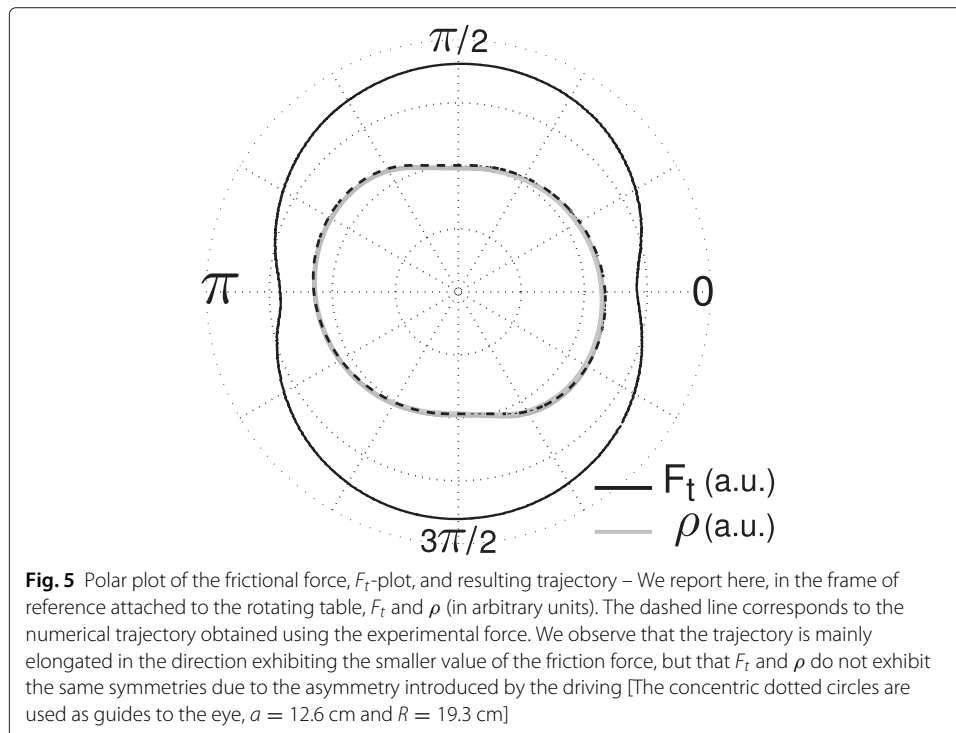 π/2
π
0
3π/2
Fₜ (a.u.)
ρ (a.u.)
Fig. 5 Polar plot of the frictional force, Fₜ-plot, and resulting trajectory – We report here, in the frame of
reference attached to the rotating table, Fₜ and ρ (in arbitrary units). The dashed line corresponds to the
numerical trajectory obtained using the experimental force. We observe that the trajectory is mainly
elongated in the direction exhibiting the smaller value of the friction force, but that Fₜ and ρ do not exhibit
the same symmetries due to the asymmetry introduced by the driving [The concentric dotted circles are
used as guides to the eye, a = 12.6 cm and R = 19.3 cm]